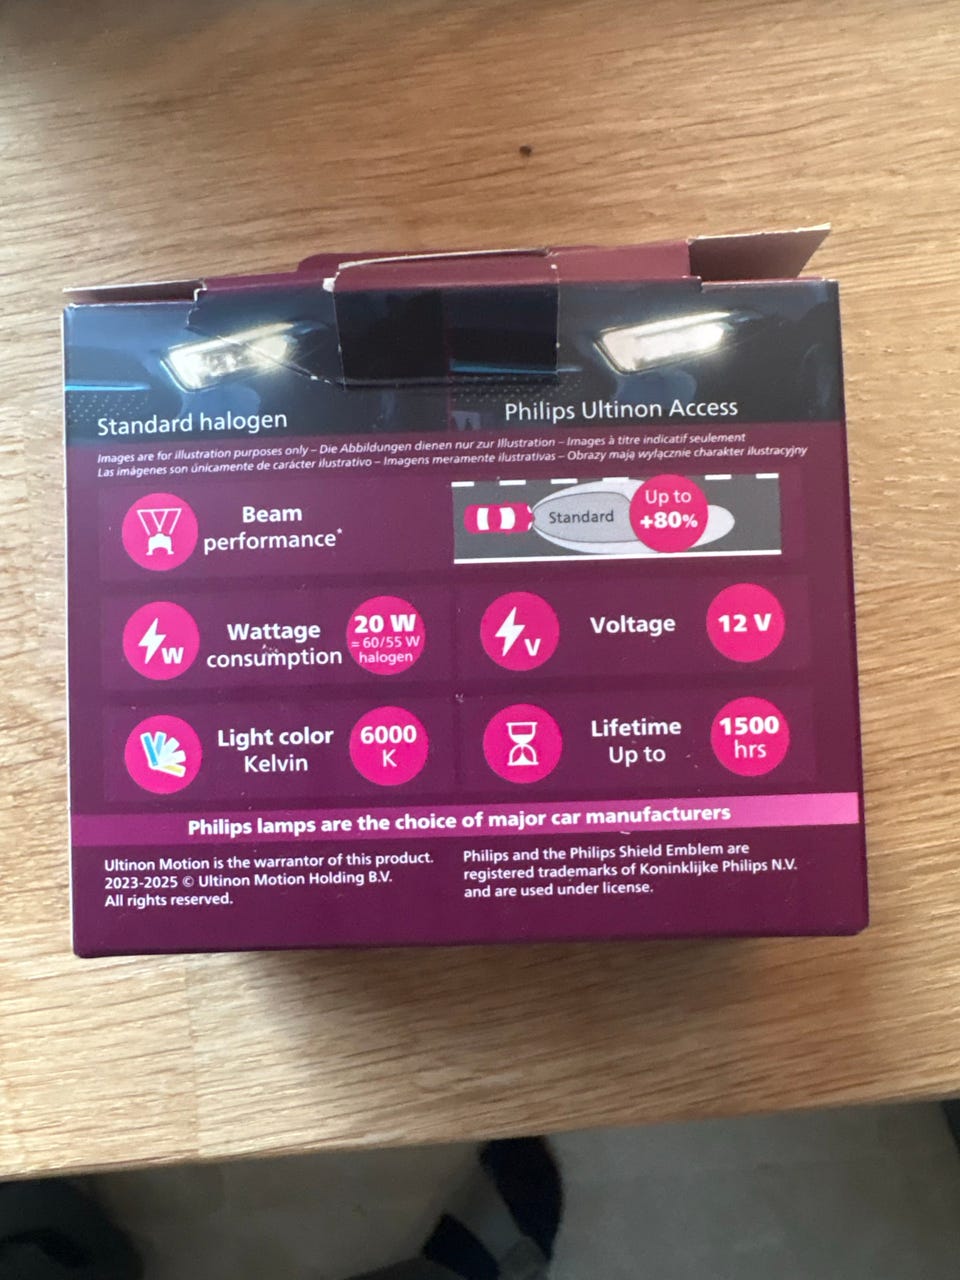 Standard halogen
Philips Ultinon Access
Images are for illustration purposes only – Die Abbildungen dienen nur zur Illustration – Images à titre indicatif seulement
Las imágenes son únicamente de carácter ilustrativo – Imagens meramente ilustrativas – Obrazy mają wyłącznie charakter ilustracyjny
Beam
performance*
Standard
Up to
+80%
W
Wattage
consumption
20 W
= 60/55 W
halogen
V
Voltage
12 V
Light color
Kelvin
6000
K
Lifetime
Up to
1500
hrs
Philips lamps are the choice of major car manufacturers
Ultinon Motion is the warrantor of this product.
2023-2025 © Ultinon Motion Holding B.V.
All rights reserved.
Philips and the Philips Shield Emblem are
registered trademarks of Koninklijke Philips N.V.
and are used under license.